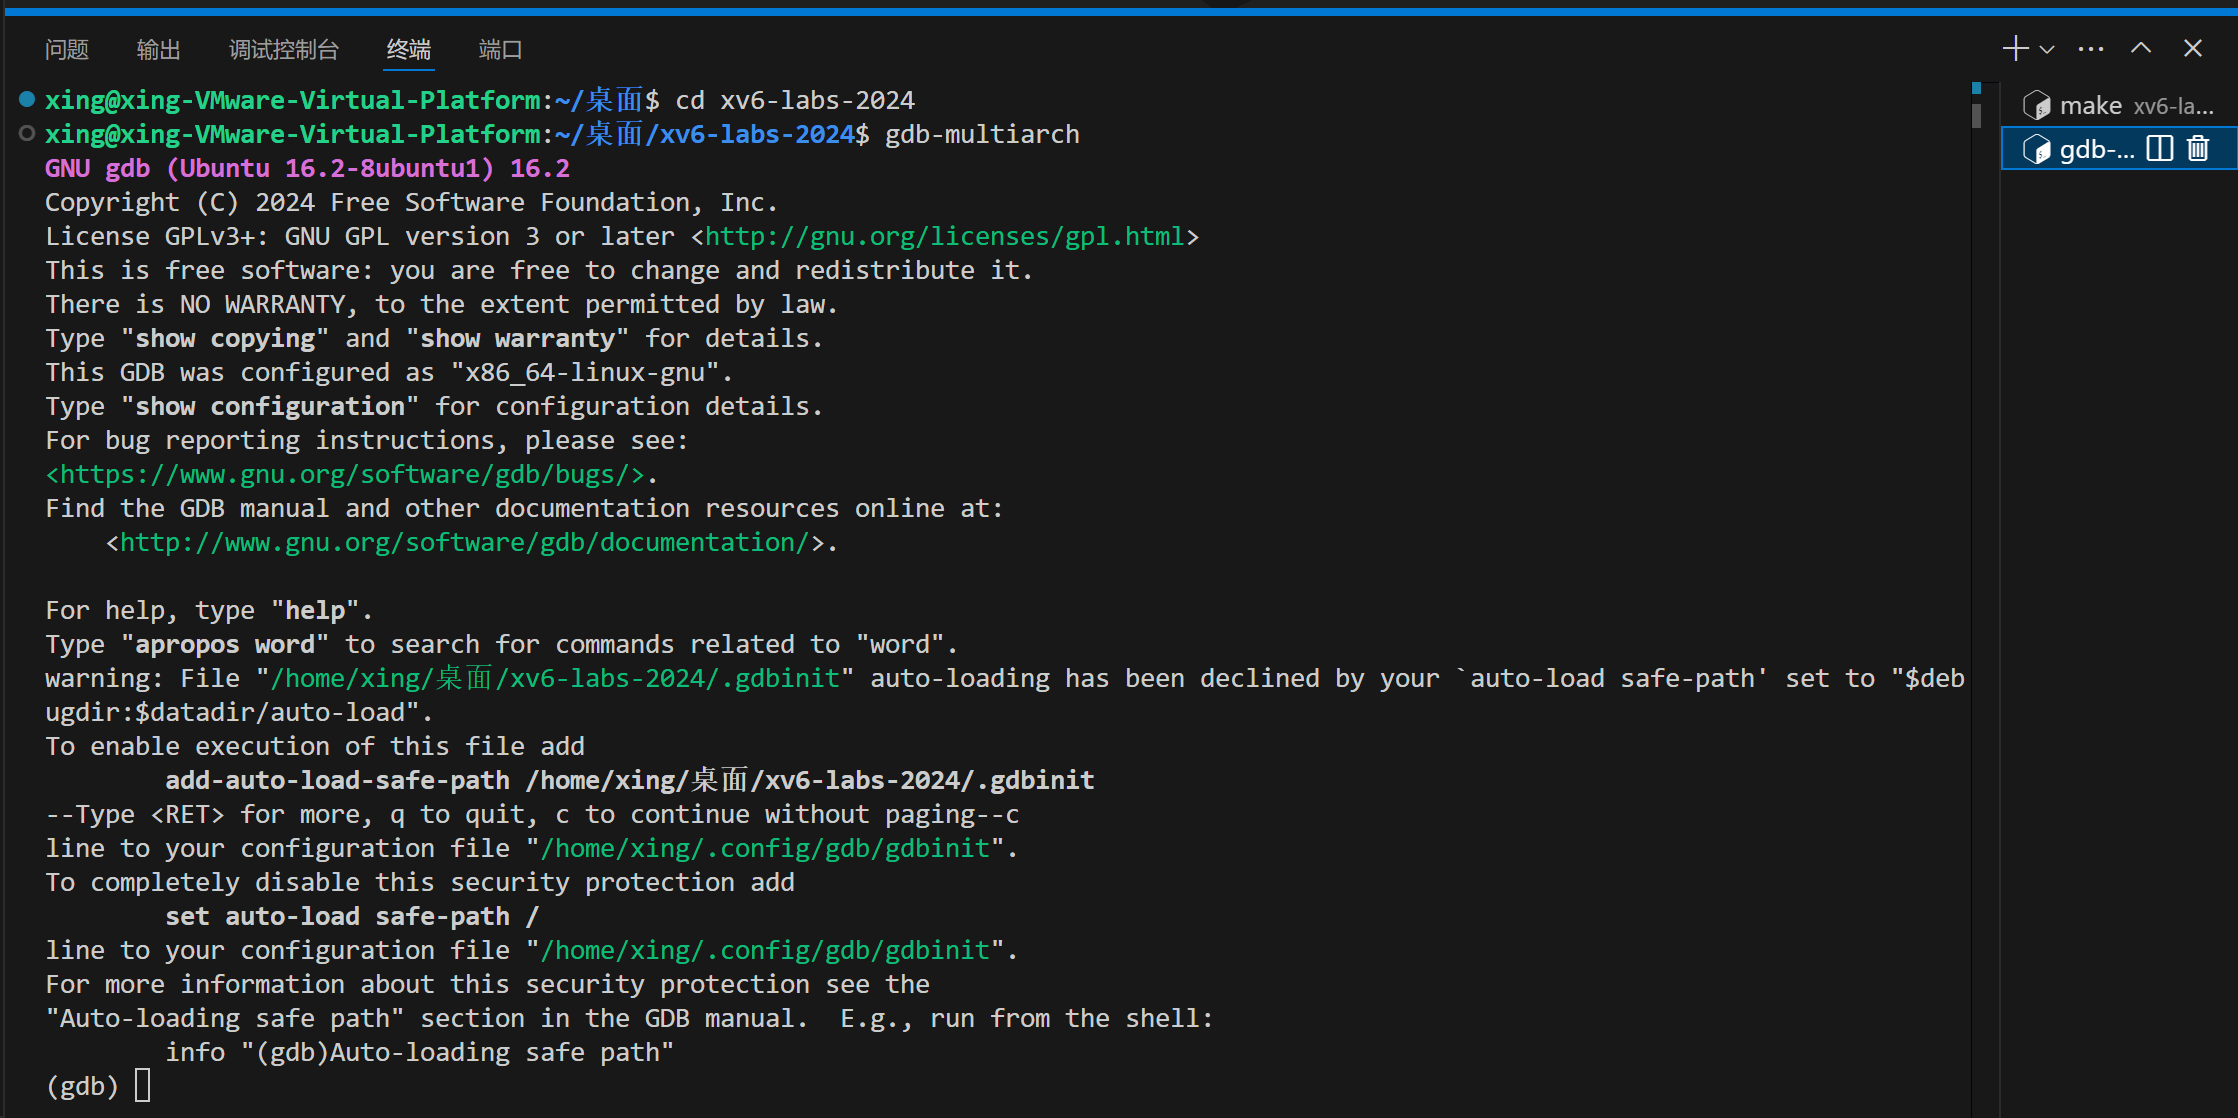 问题 输出 调试控制台 终端 端口
xing@xing-VMware-Virtual-Platform:~/桌面$ cd xv6-labs-2024
xing@xing-VMware-Virtual-Platform:~/桌面/xv6-labs-2024$ gdb-multiarch
GNU gdb (Ubuntu 16.2-8ubuntu1) 16.2
Copyright (C) 2024 Free Software Foundation, Inc.
License GPLv3+: GNU GPL version 3 or later <http://gnu.org/licenses/gpl.html>
This is free software: you are free to change and redistribute it.
There is NO WARRANTY, to the extent permitted by law.
Type "show copying" and "show warranty" for details.
This GDB was configured as "x86_64-linux-gnu".
Type "show configuration" for configuration details.
For bug reporting instructions, please see:
<https://www.gnu.org/software/gdb/bugs/>.
Find the GDB manual and other documentation resources online at:
    <http://www.gnu.org/software/gdb/documentation/>.
For help, type "help".
Type "apropos word" to search for commands related to "word".
warning: File "/home/xing/桌面/xv6-labs-2024/.gdbinit" auto-loading has been declined by your `auto-load safe-path' set to "$deb
ugdir:$datadir/auto-load".
To enable execution of this file add
        add-auto-load-safe-path /home/xing/桌面/xv6-labs-2024/.gdbinit
--Type <RET> for more, q to quit, c to continue without paging--c
line to your configuration file "/home/xing/.config/gdb/gdbinit".
To completely disable this security protection add
        set auto-load safe-path /
line to your configuration file "/home/xing/.config/gdb/gdbinit".
For more information about this security protection see the
"Auto-loading safe path" section in the GDB manual.  E.g., run from the shell:
        info "(gdb)Auto-loading safe path"
(gdb)
make xv6-la...
gdb-...